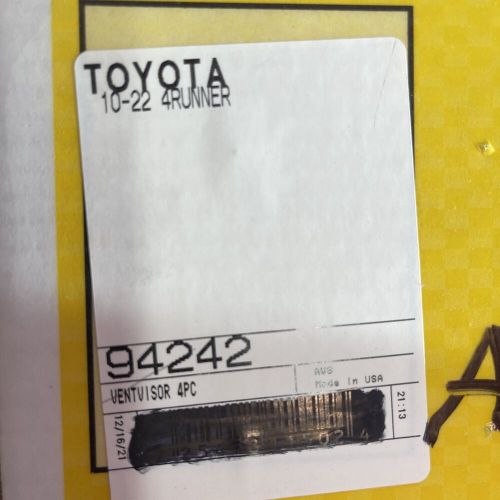 TOYOTA
10-22 4RUNNER
94242
VENTVISOR 4PC
AVS
Made in USA
12/16/21
21:13
A